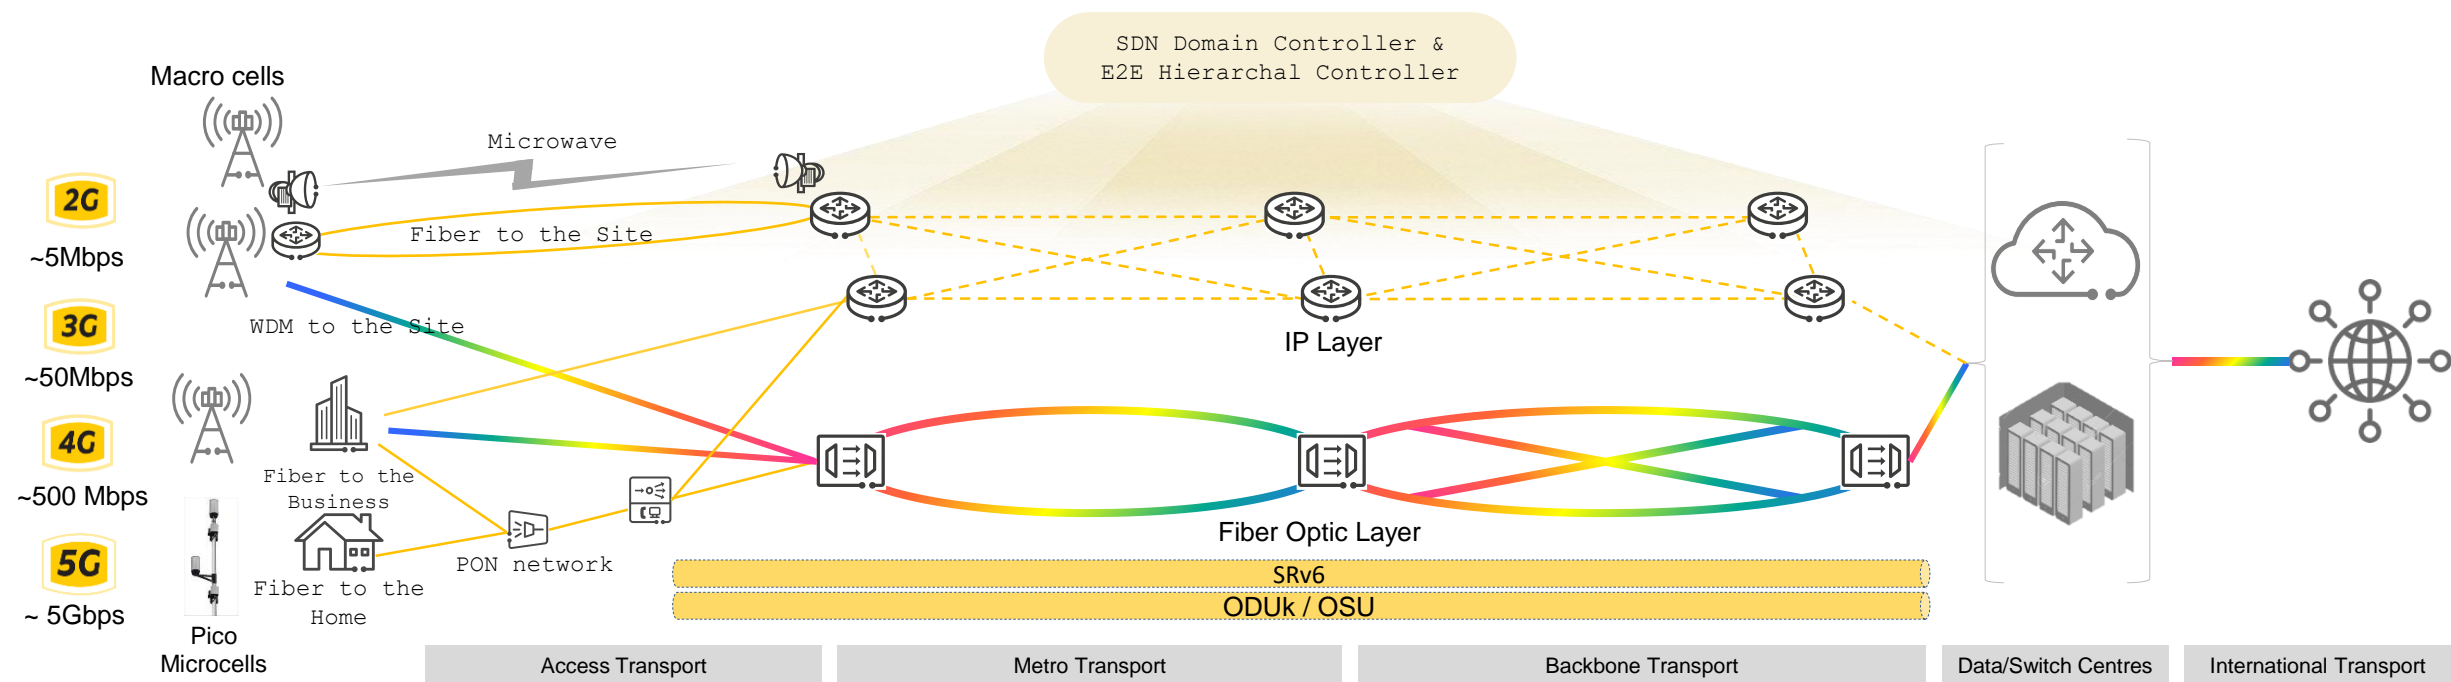 SDN Domain Controller &
E2E Hierarchal Controller
Macro cells
Microwave
2G
~5Mbps
Fiber to the Site
3G
~50Mbps
WDM to the Site
IP Layer
4G
~500 Mbps
Fiber to the
Business
Fiber Optic Layer
5G
~ 5Gbps
PON network
Fiber to the
Home
SRv6
ODUk / OSU
Pico
Microcells
Access Transport
Metro Transport
Backbone Transport
Data/Switch Centres
International Transport